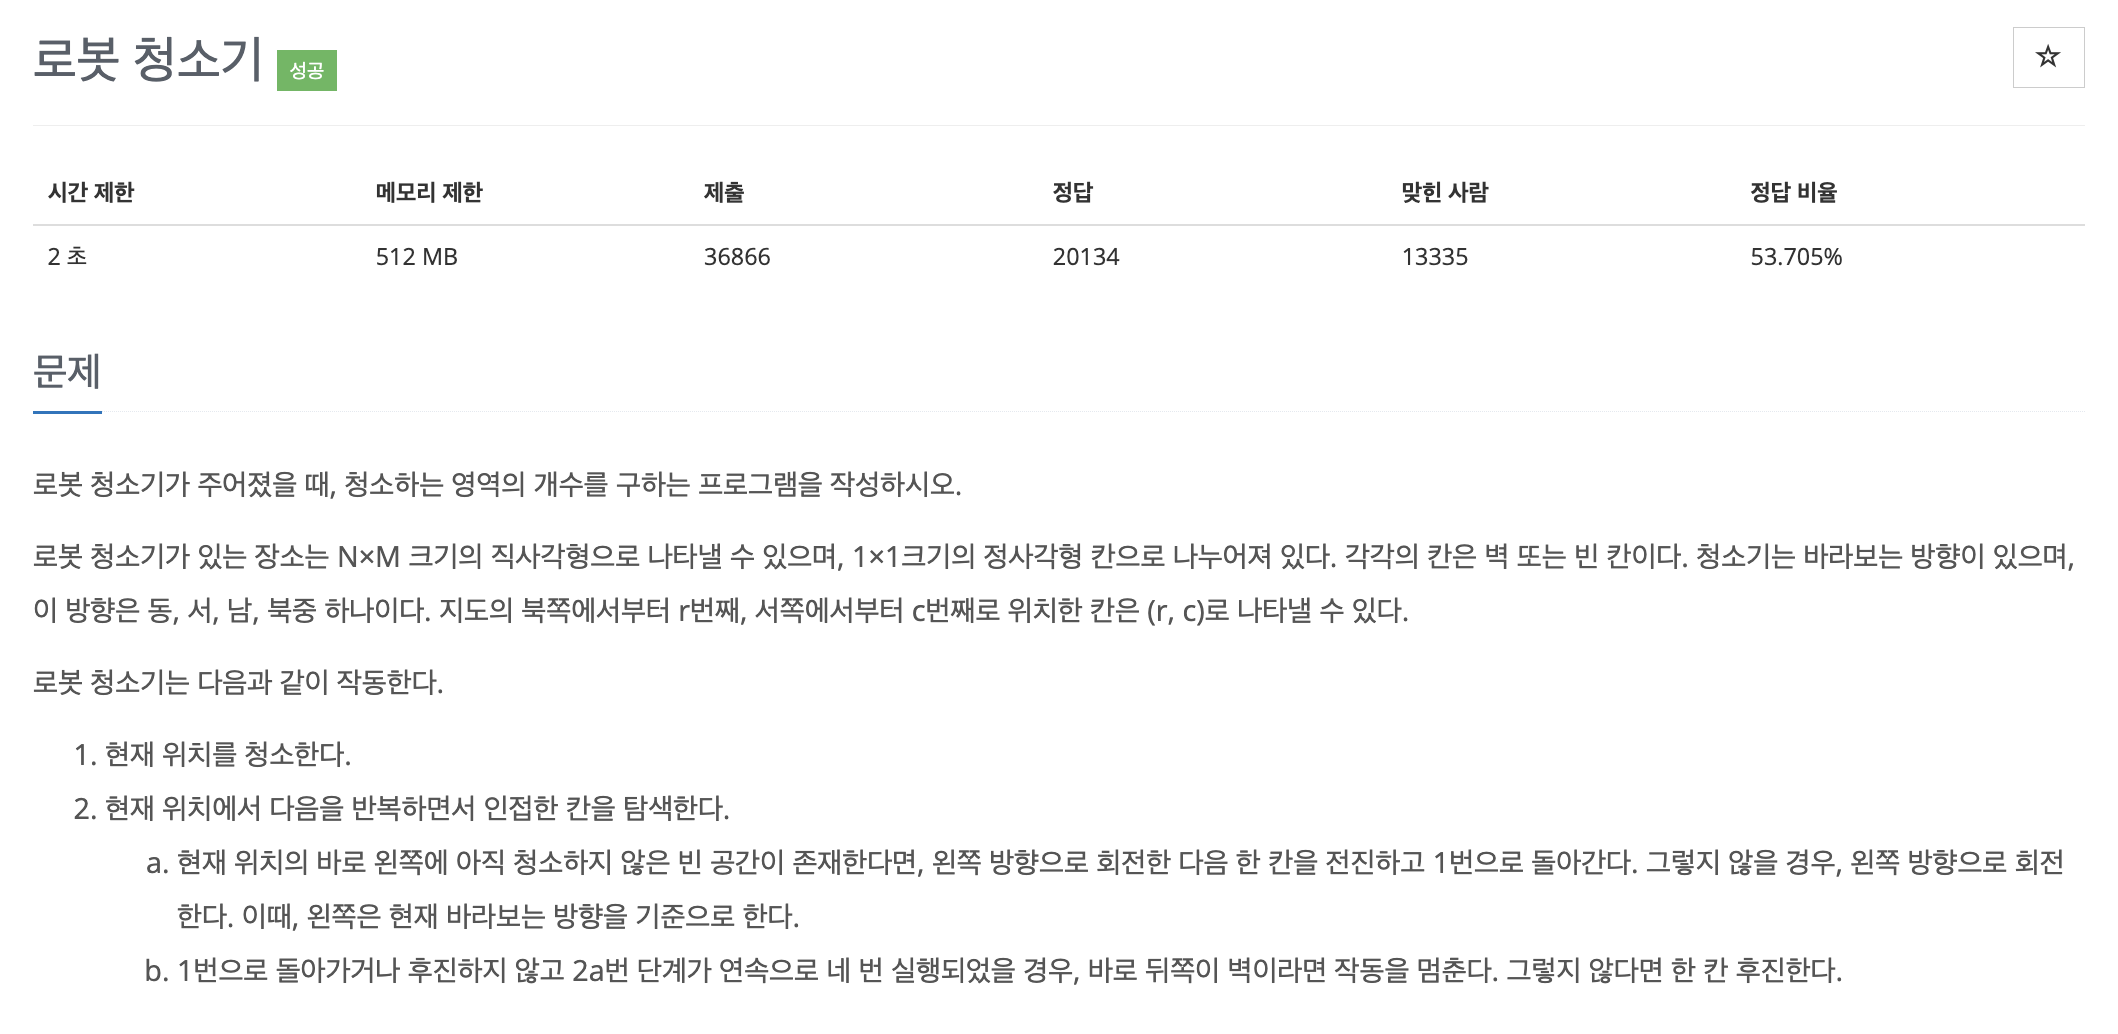 로봇 청소기 성공
☆
시간 제한 메모리 제한 제출 정답 맞힌 사람 정답 비율
2 초 512 MB 36866 20134 13335 53.705%
문제
로봇 청소기가 주어졌을 때, 청소하는 영역의 개수를 구하는 프로그램을 작성하시오.
로봇 청소기가 있는 장소는 N×M 크기의 직사각형으로 나타낼 수 있으며, 1×1크기의 정사각형 칸으로 나누어져 있다. 각각의 칸은 벽 또는 빈 칸이다. 청소기는 바라보는 방향이 있으며,
이 방향은 동, 서, 남, 북중 하나이다. 지도의 북쪽에서부터 r번째, 서쪽에서부터 c번째로 위치한 칸은 (r, c)로 나타낼 수 있다.
로봇 청소기는 다음과 같이 작동한다.
1. 현재 위치를 청소한다.
2. 현재 위치에서 다음을 반복하면서 인접한 칸을 탐색한다.
a. 현재 위치의 바로 왼쪽에 아직 청소하지 않은 빈 공간이 존재한다면, 왼쪽 방향으로 회전한 다음 한 칸을 전진하고 1번으로 돌아간다. 그렇지 않을 경우, 왼쪽 방향으로 회전
한다. 이때, 왼쪽은 현재 바라보는 방향을 기준으로 한다.
b. 1번으로 돌아가거나 후진하지 않고 2a번 단계가 연속으로 네 번 실행되었을 경우, 바로 뒤쪽이 벽이라면 작동을 멈춘다. 그렇지 않다면 한 칸 후진한다.